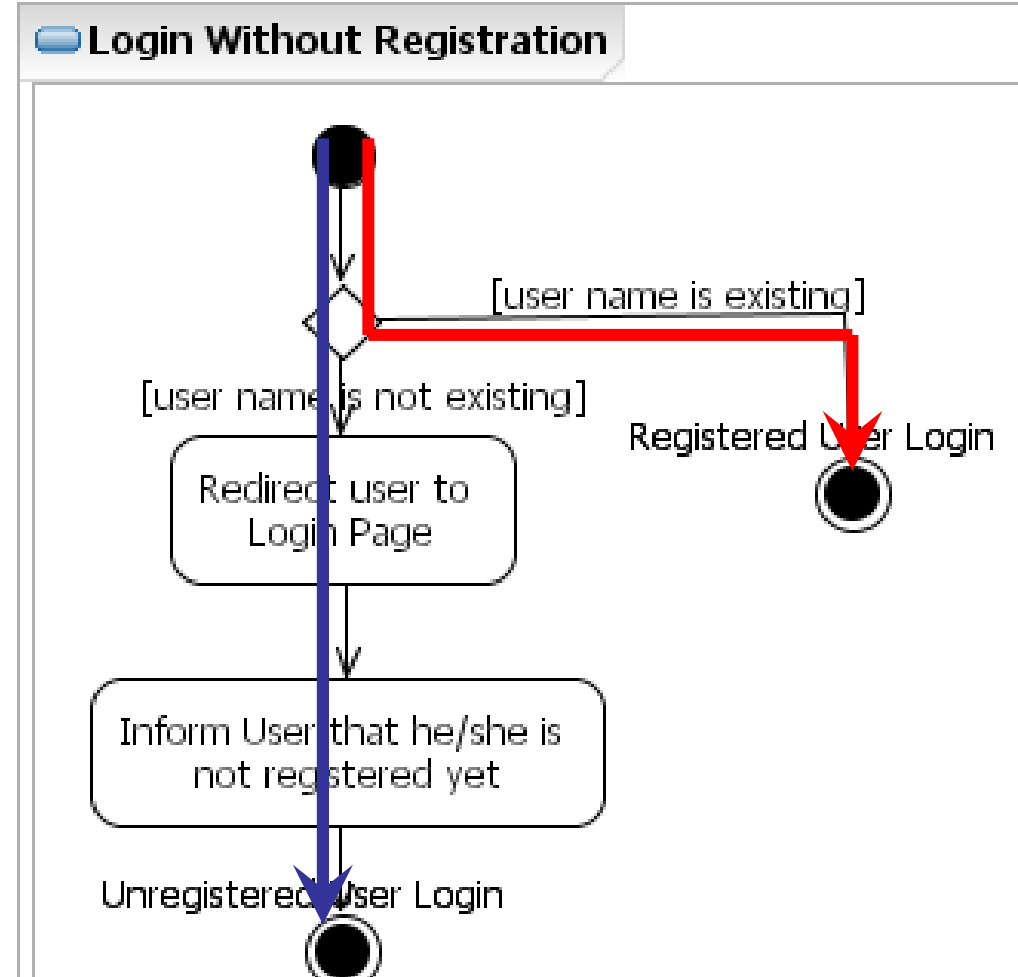 Login Without Registration
[user name is existing]
[user name is not existing]
Registered User Login
Redirect user to
Login Page
Inform User that he/she is
not registered yet
Unregistered User Login